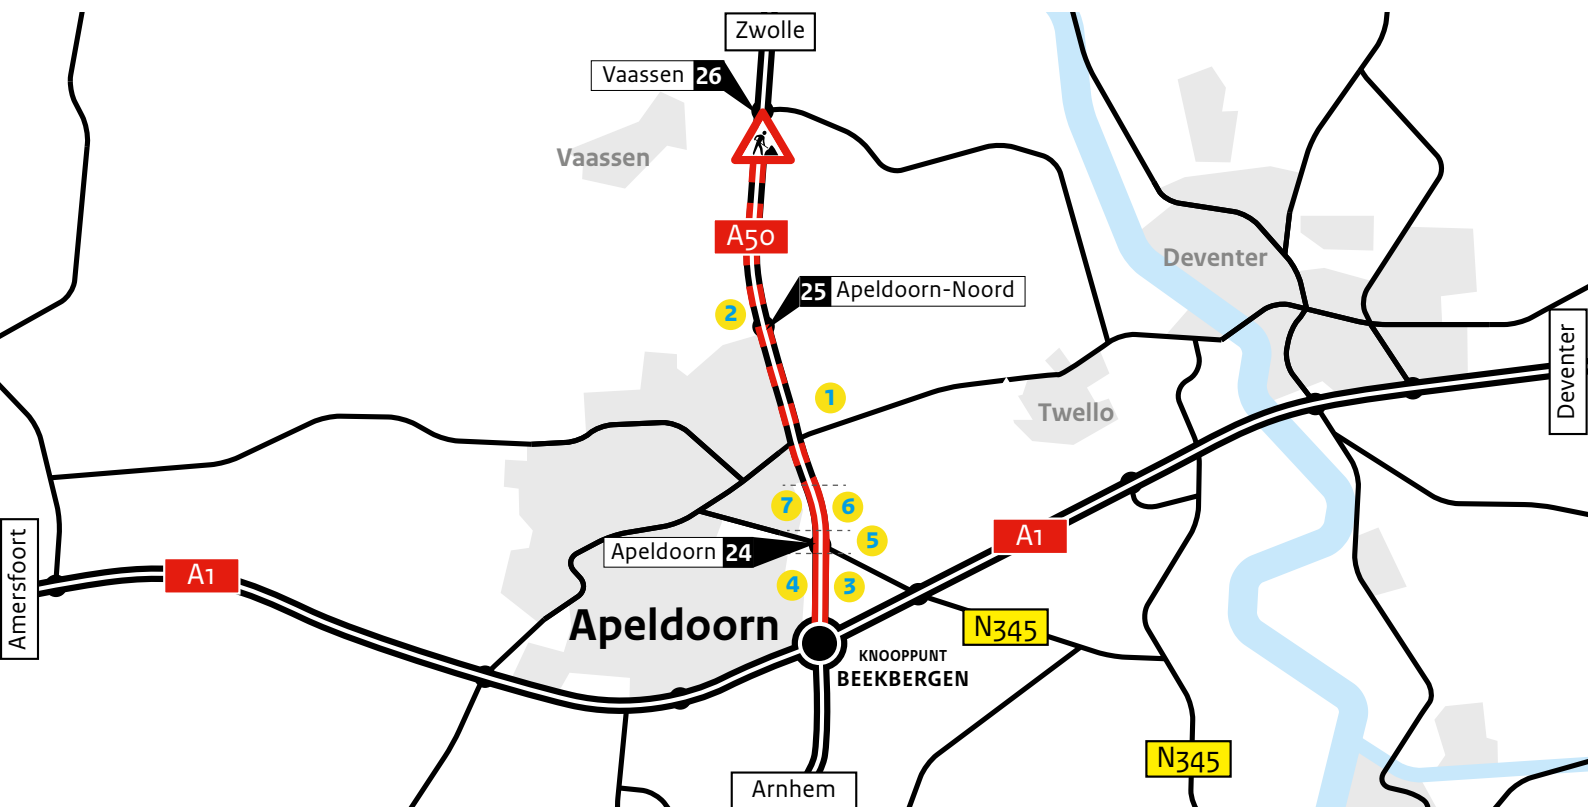 Zwolle
Vaassen 26
Vaassen
A50
25 Apeldoorn-Noord
2
Deventer
Deventer
1
Twello
7
6
5
Apeldoorn 24
A1
A1
4
3
Amersfoort
Apeldoorn
N345
KNOOPPUNT
BEEKBERGEN
N345
Arnhem